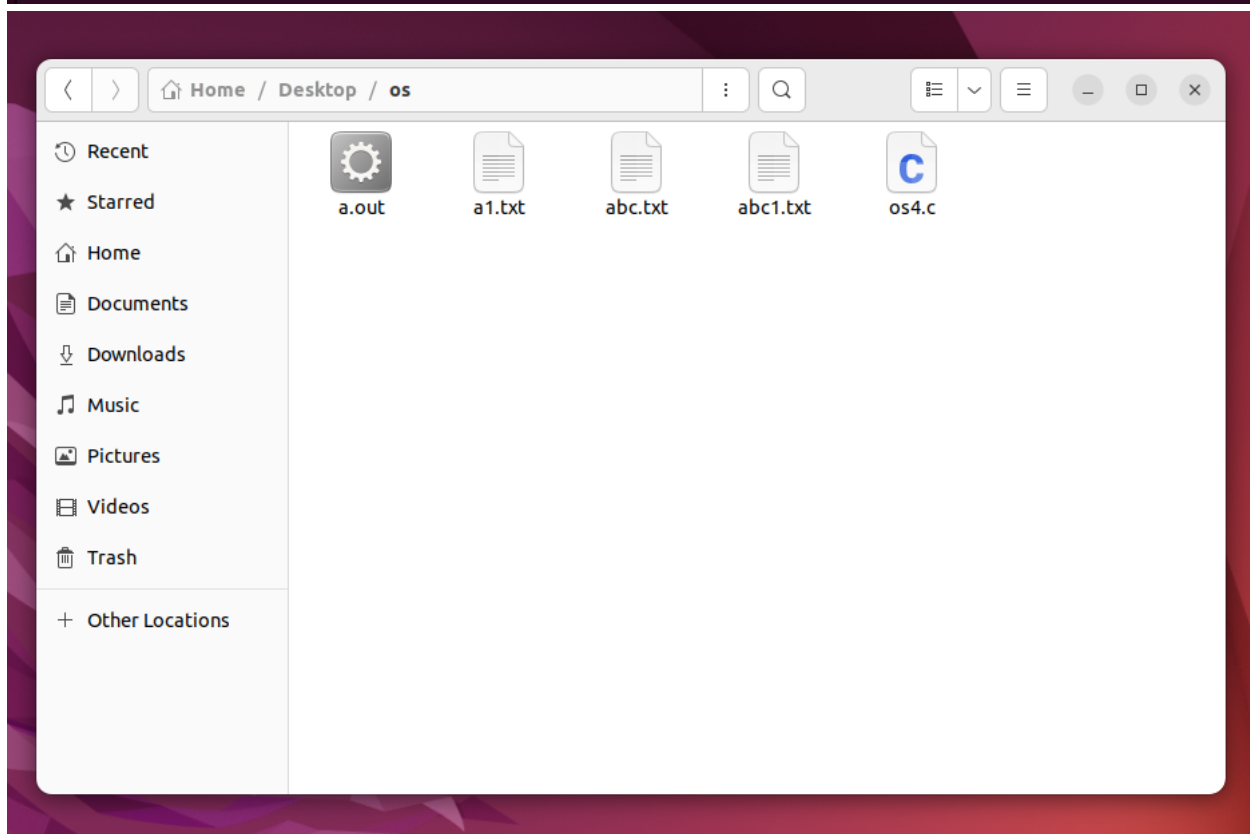 Home / Desktop / os
Recent
Starred
Home
Documents
Downloads
Music
Pictures
Videos
Trash
Other Locations
a.out a1.txt abc.txt abc1.txt os4.c